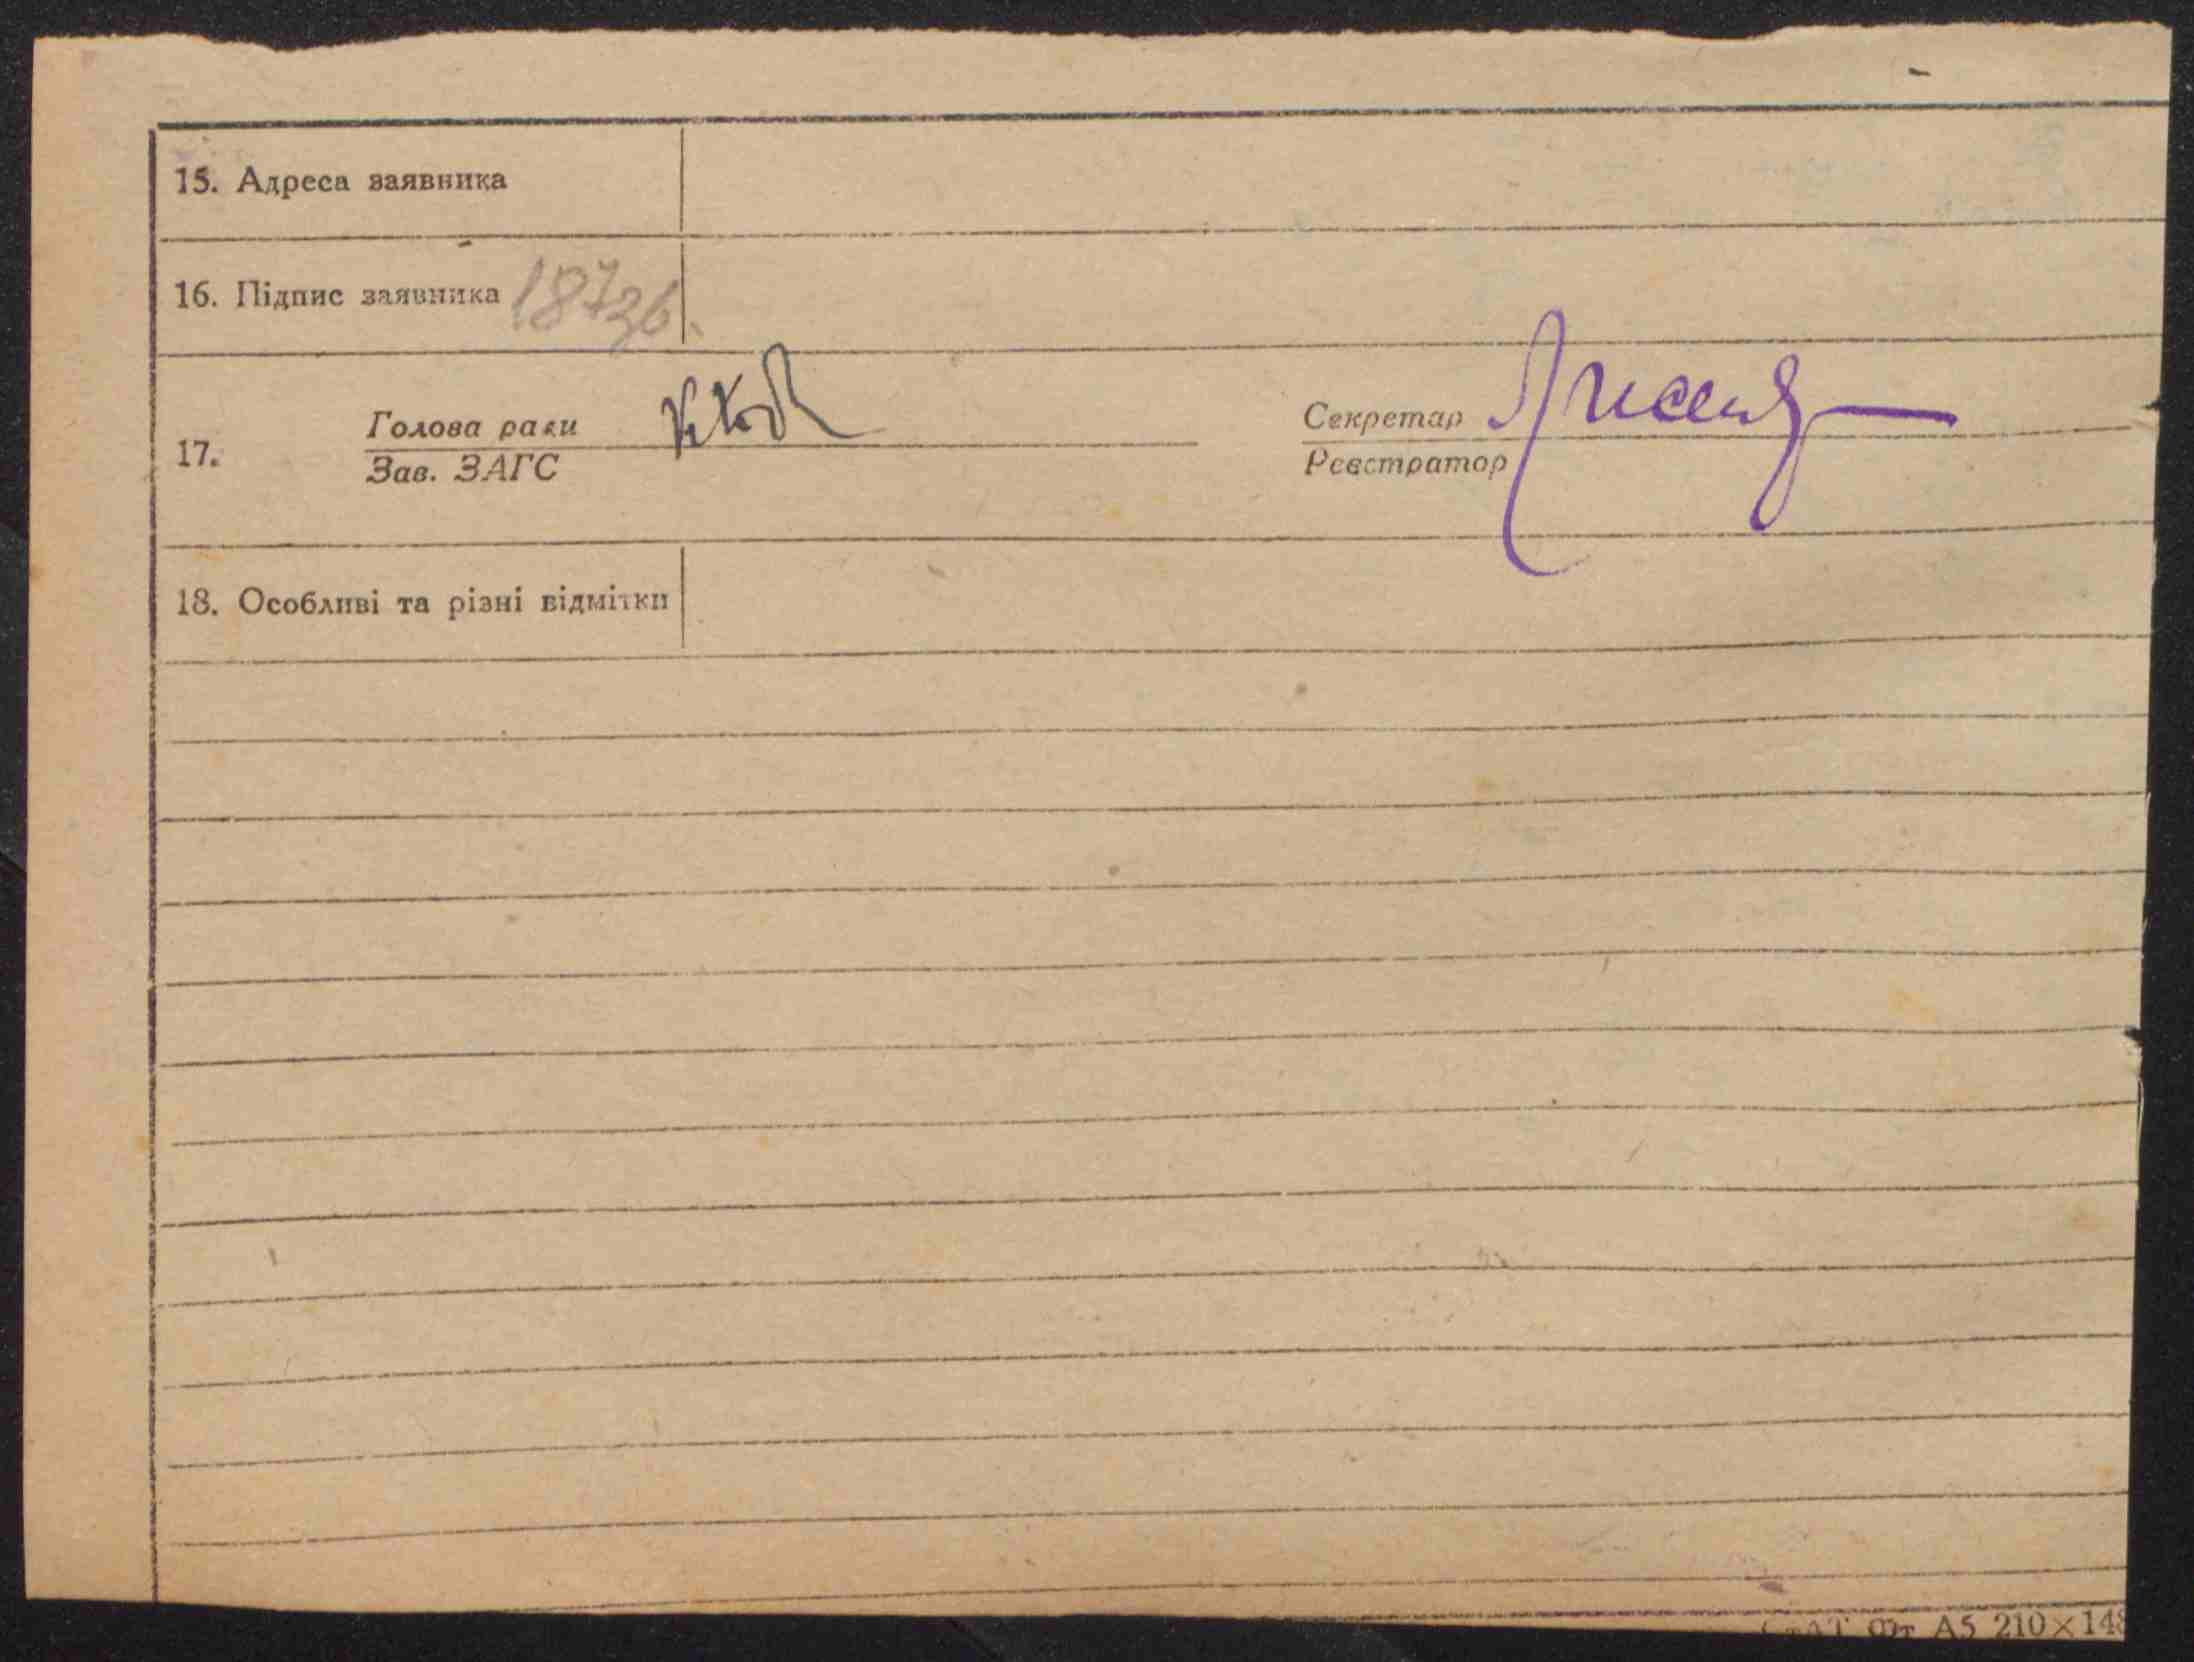 15. Адреса заявника
16. Підпис заявника
17. Голова ради
Зав. ЗАГС
Секретар
Реєстратор
18. Особливі та різні відмітки
А5 210×148